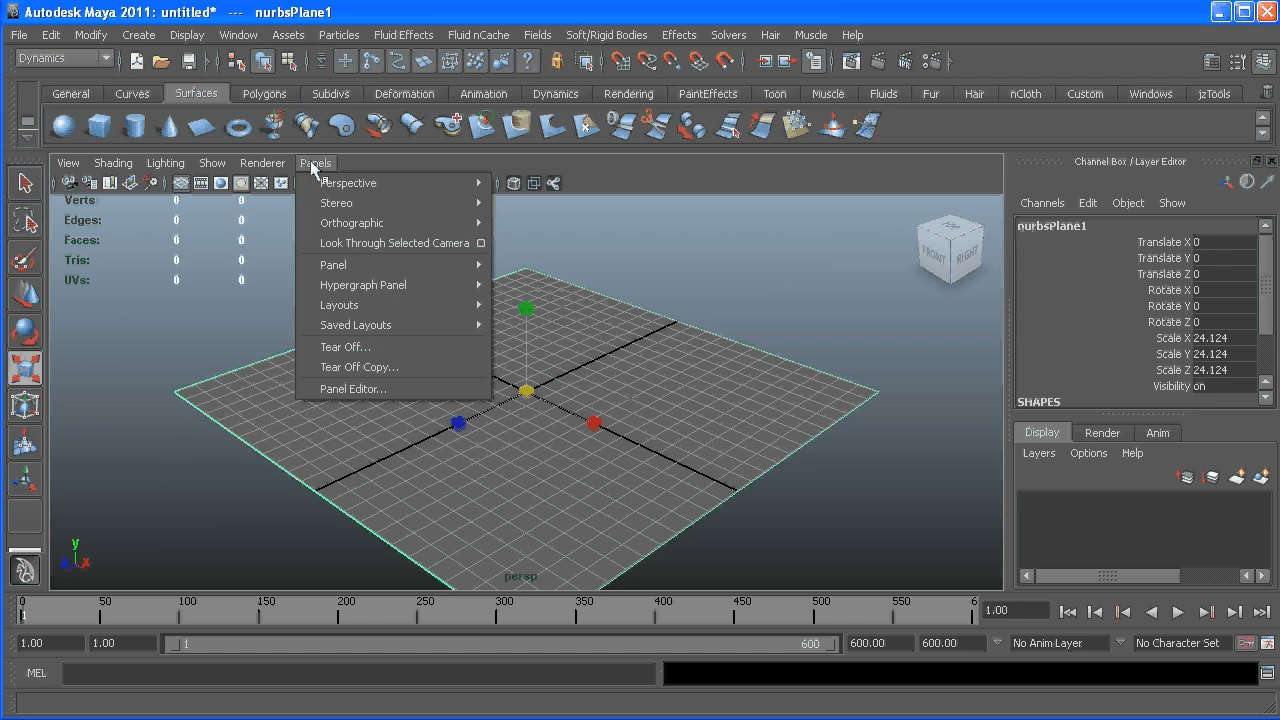 Autodesk Maya 2011: untitled* --- nurbsPlane1
File Edit Modify Create Display Window Assets Particles Fluid Effects Fluid nCache Fields Soft/Rigid Bodies Effects Solvers Hair Muscle Help
Dynamics
General Curves Surfaces Polygons Subdivs Deformation Animation Dynamics Rendering PaintEffects Toon Muscle Fluids Fur Hair nCloth Custom Windows jzTools
View Shading Lighting Show Renderer Panels
Channel Box / Layer Editor
Verts 0 0
Edges: 0 0
Faces: 0 0
Tris: 0 0
UVs: 0 0
Perspective
Stereo
Orthographic
Look Through Selected Camera
Panel
Hypergraph Panel
Layouts
Saved Layouts
Tear Off...
Tear Off Copy...
Panel Editor...
FRONT RIGHT
persp
y
x
Channels Edit Object Show
nurbsPlane1
Translate X 0
Translate Y 0
Translate Z 0
Rotate X 0
Rotate Y 0
Rotate Z 0
Scale X 24.124
Scale Y 24.124
Scale Z 24.124
Visibility on
SHAPES
Display Render Anim
Layers Options Help
0 50 100 150 200 250 300 350 400 450 500 550 6
1
1.00
1.00 1.00 1 600 600.00 600.00 No Anim Layer No Character Set
MEL